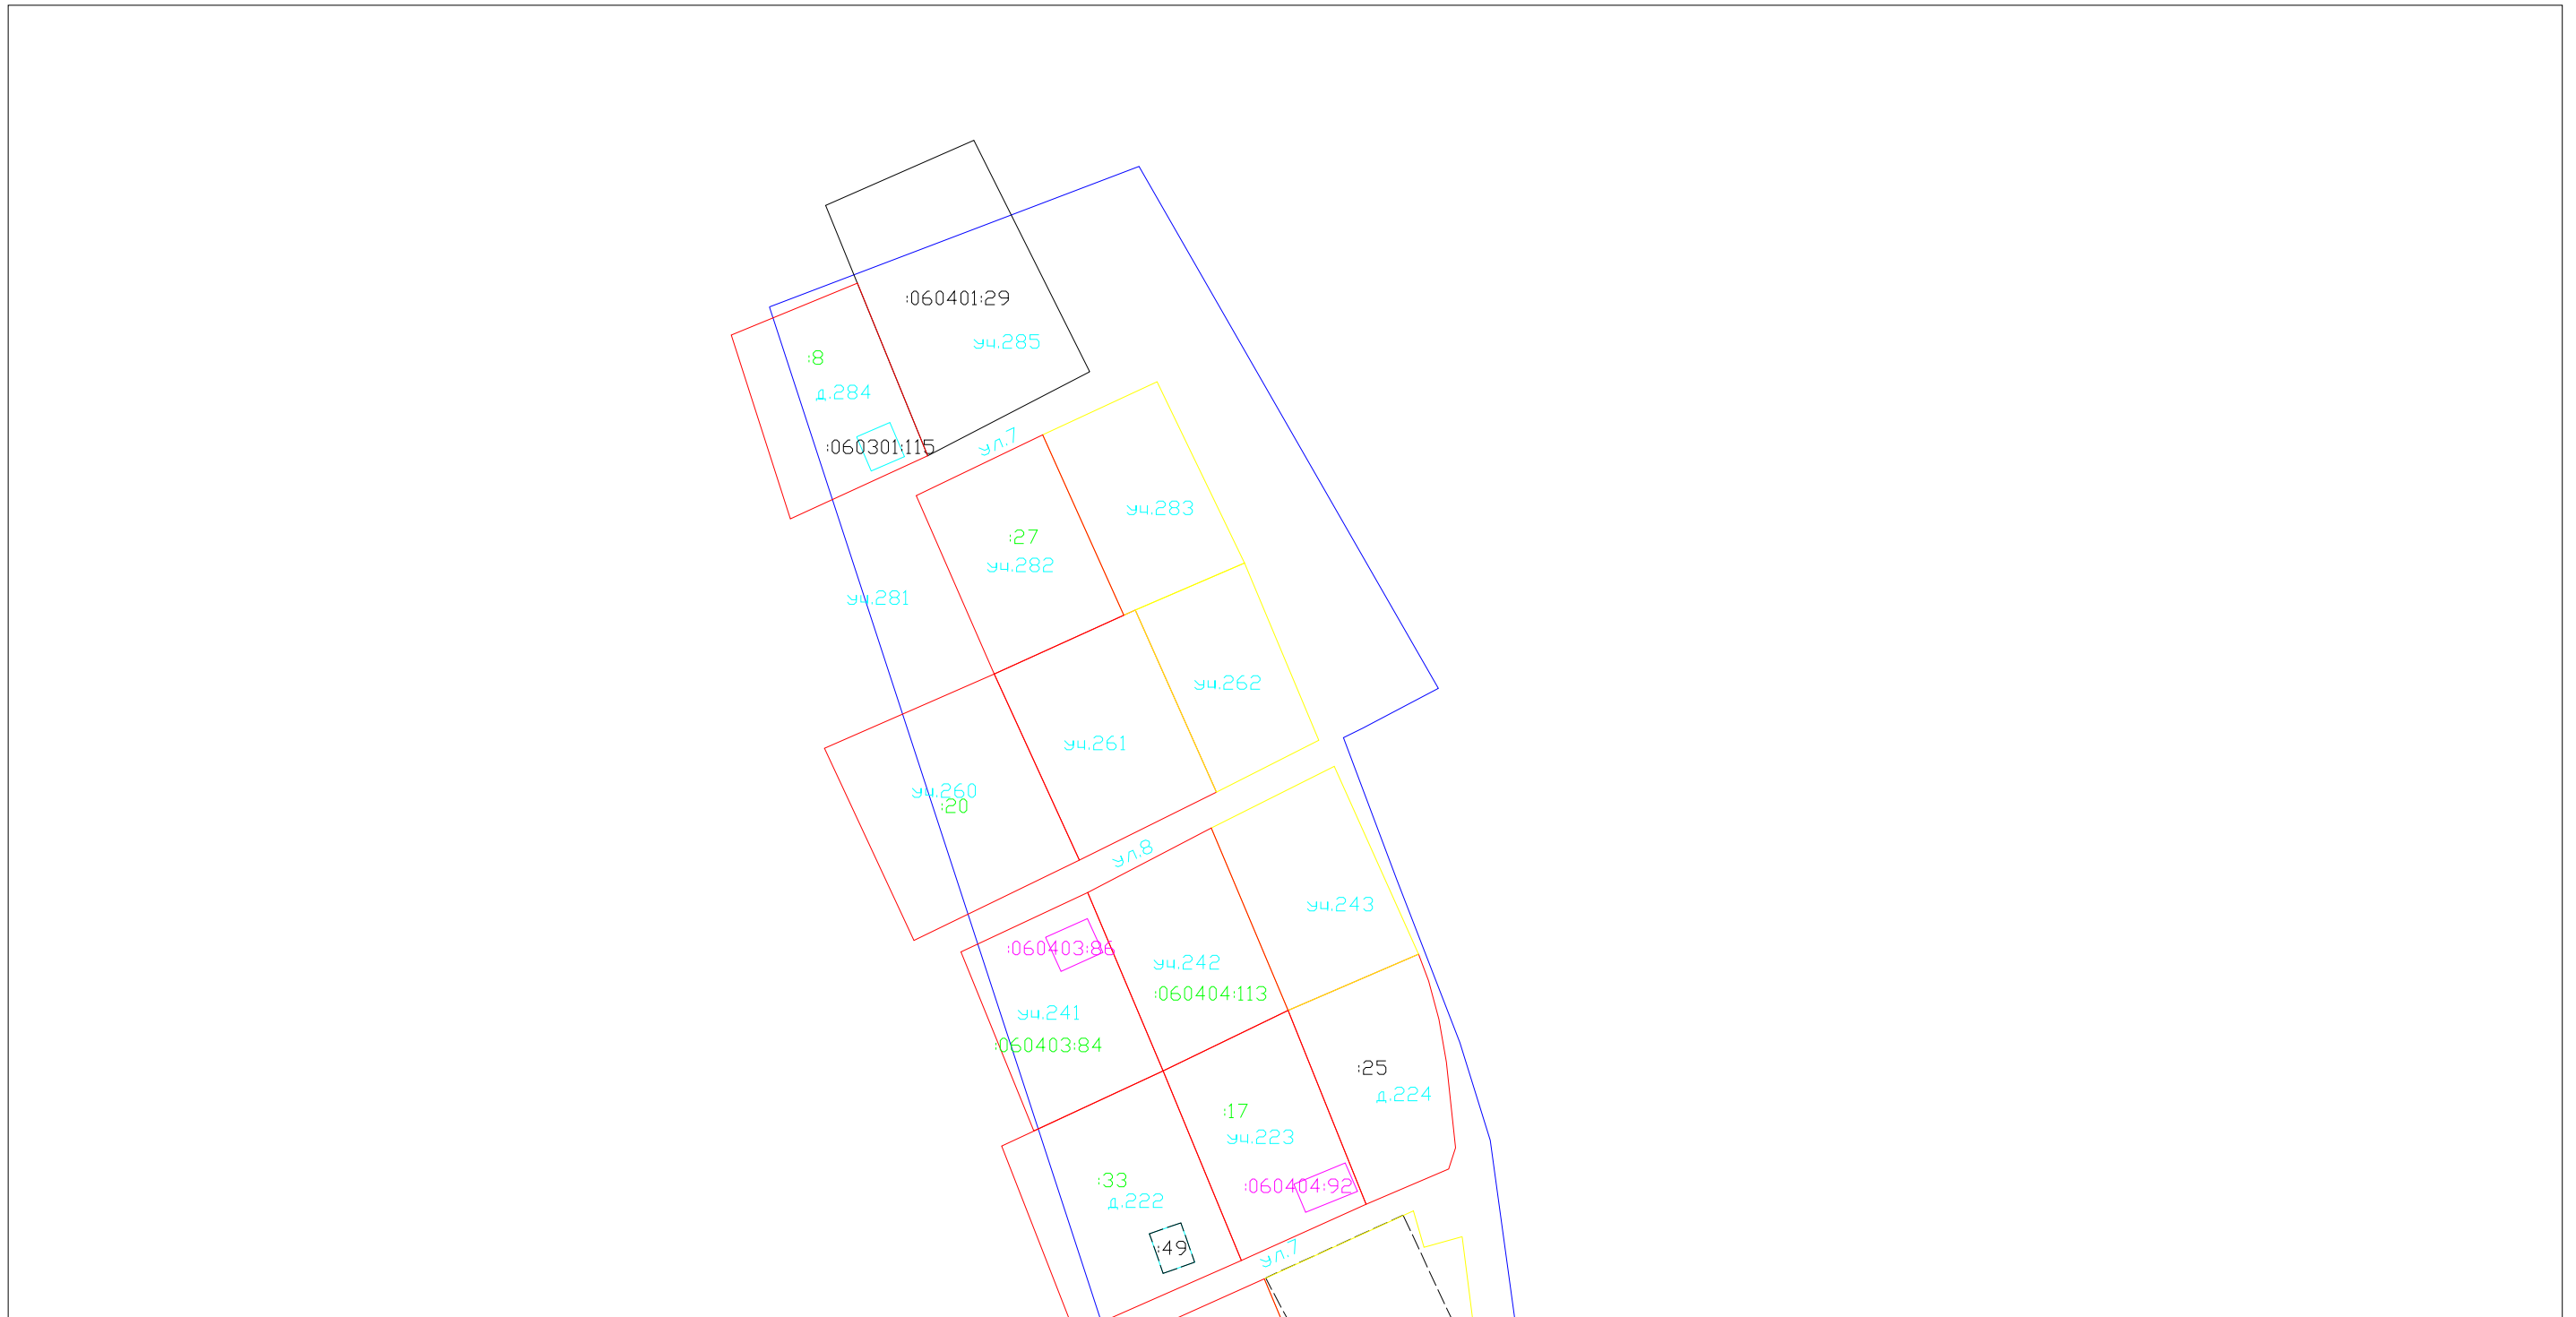 :060401:29
уч.285
:8
д.284
:060301:115
ул.7
уч.283
:27
уч.282
уч.281
уч.262
уч.261
уч.260
:20
ул.8
уч.243
:060403:86
уч.242
:060404:113
уч.241
:060403:84
:25
д.224
:17
уч.223
:33
:060404:92
д.222
:49
ул.7